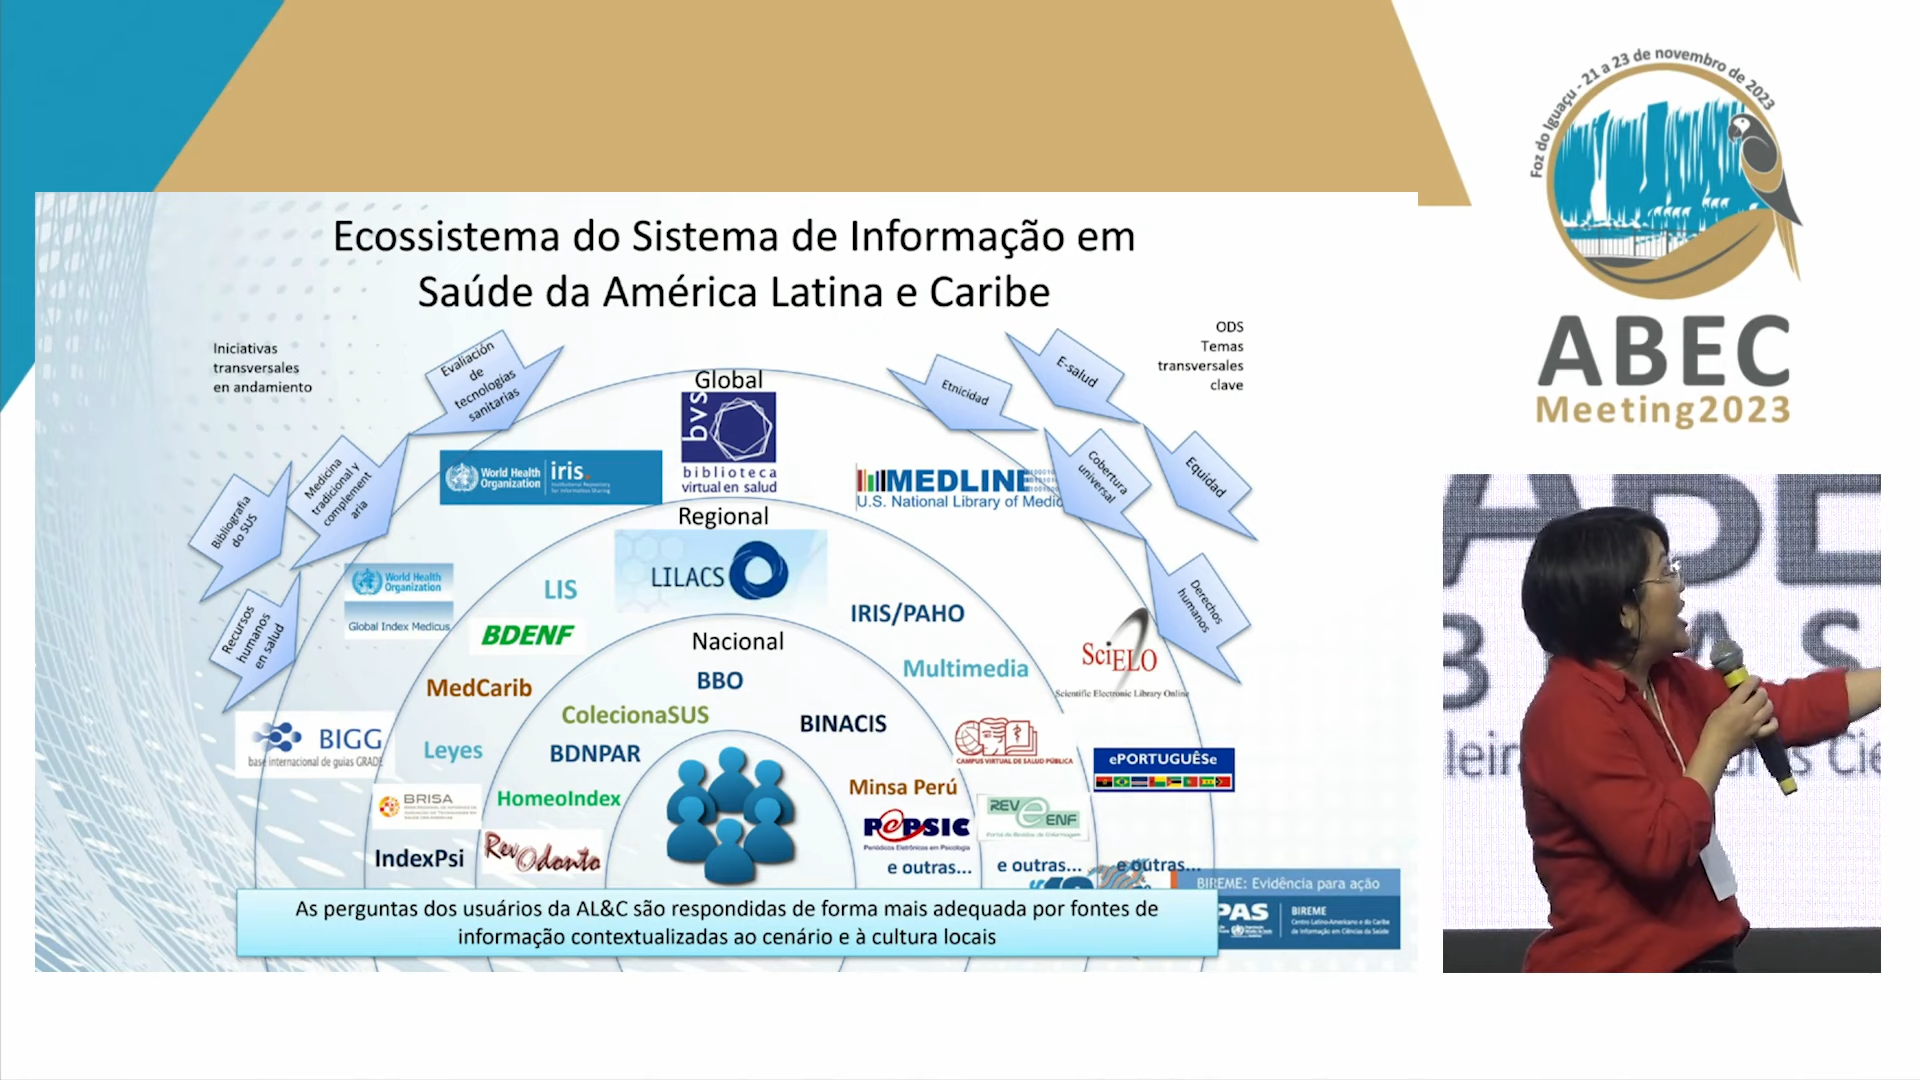 Foz do Iguaçu - 21 a 23 de novembro de 2023
ABEC
Meeting2023
Ecossistema do Sistema de Informação em
Saúde da América Latina e Caribe
Iniciativas
transversales
en andamiento
ODS
Temas
transversales
clave
Evaluación
de
tecnologías
sanitarias
Medicina
tradicional y
complement
aria
Bibliografia
do SUS
Recursos
humanos
en salud
Etnicidad
E-salud
Cobertura
universal
Equidad
Derechos
humanos
Global
bvs
biblioteca
virtual en salud
World Health
Organization
iris.
Institutional Repository
for Information Sharing
MEDLINE
U.S. National Library of Medic
Regional
LILACS
World Health
Organization
Global Index Medicus
LIS
BDENF
IRIS/PAHO
Multimedia
SciELO
Scientific Electronic Library Online
Nacional
BBO
MedCarib
ColecionaSUS
BINACIS
BIGG
base internacional de guias GRADE
Leyes
BDNPAR
CAMPUS VIRTUAL DE SALUD PÚBLICA
ePORTUGUÊSe
BRISA
HomeoIndex
Minsa Perú
REV
ENF
Portal de Revistas de Enfermagem
PePSIC
Periódicos Eletrônicos em Psicologia
IndexPsi
RevOdonto
e outras...
e outras...
e outras...
BIREME: Evidência para ação
PAS
BIREME
Centro Latino-Americano e do Caribe
de Informação em Ciências da Saúde
As perguntas dos usuários da AL&C são respondidas de forma mais adequada por fontes de
informação contextualizadas ao cenário e à cultura locais